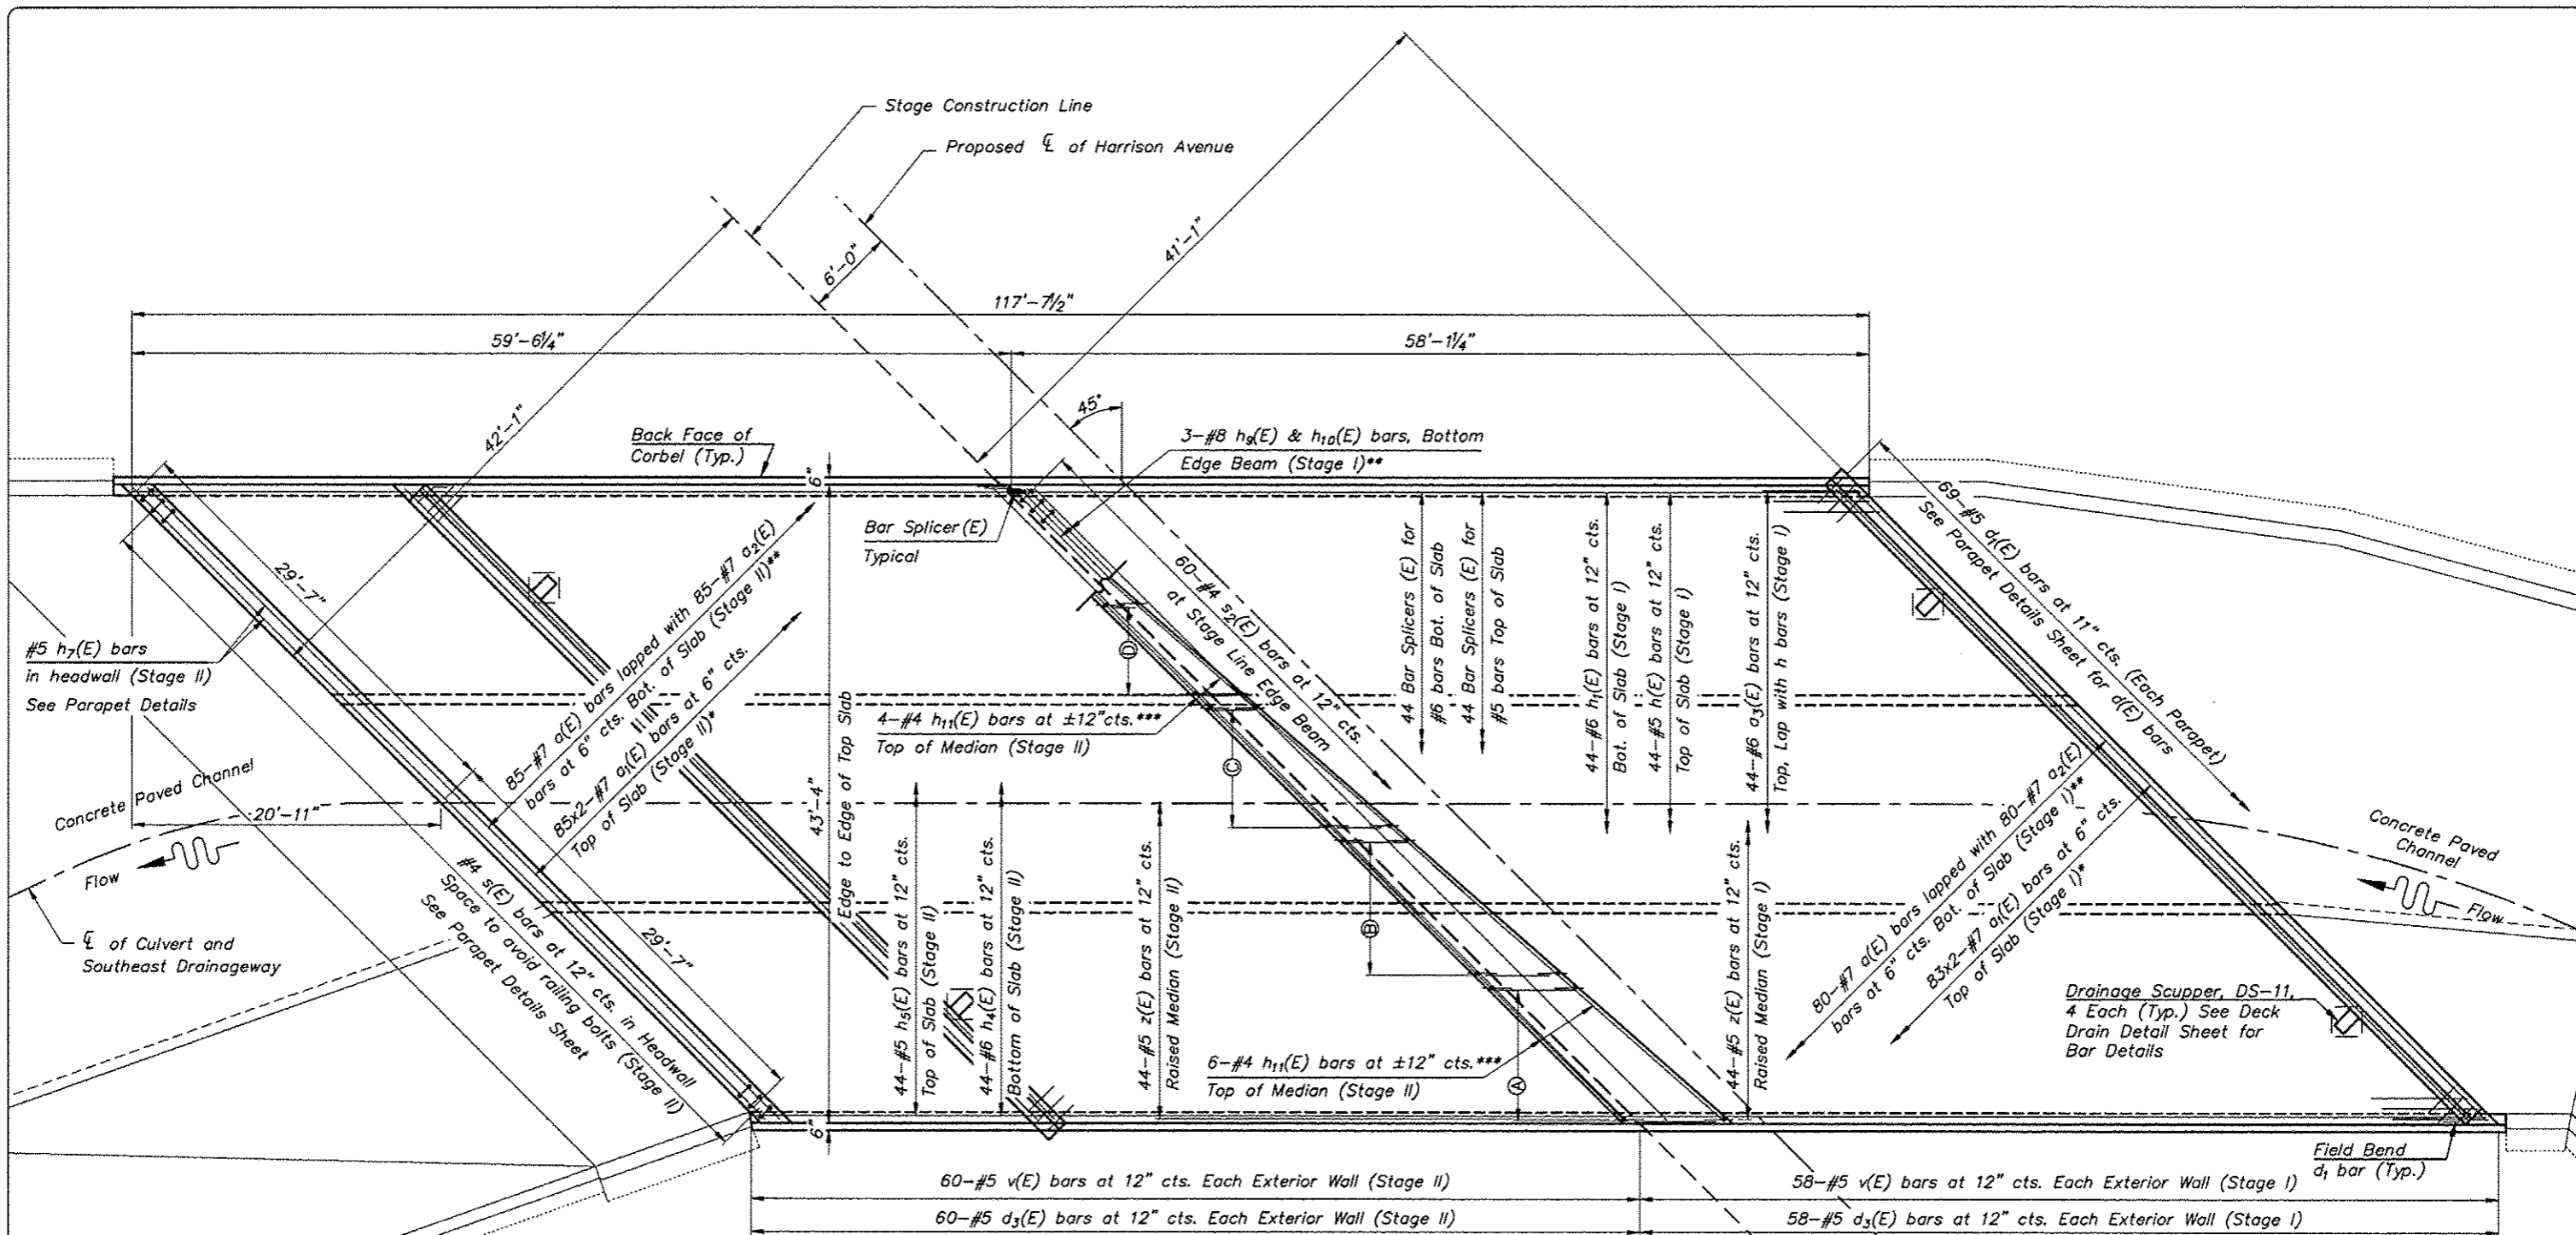 Stage Construction Line
Proposed ℄ of Harrison Avenue
6'-0"
41'-1"
117'-7½"
59'-6¼"
58'-1¼"
42'-1"
45°
Back Face of
Corbel (Typ.)
6"
3-#8 h₉(E) & h₁₀(E) bars, Bottom
Edge Beam (Stage I)**
Bar Splicer (E)
Typical
69-#5 d₁(E) bars at 11" cts. (Each Parapet)
See Parapet Details Sheet for d(E) bars
29'-7"
#5 h₇(E) bars
in headwall (Stage II)
See Parapet Details
85-#7 a(E) bars lapped with 85-#7 a₂(E)
bars at 6" cts. Bot. of Slab (Stage II)**
85x2-#7 a₁(E) bars at 6" cts.
Top of Slab (Stage II)*
43'-4"
Edge to Edge of Top Slab
60-#4 s₂(E) bars at 12" cts.
at Stage Line Edge Beam
44 Bar Splicers (E) for
#6 bars Bot. of Slab
44 Bar Splicers (E) for
#5 bars Top of Slab
44-#6 h₁(E) bars at 12" cts.
Bot. of Slab (Stage I)
44-#5 h(E) bars at 12" cts.
Top of Slab (Stage I)
44-#6 a₃(E) bars at 12" cts.
Top, Lap with h bars (Stage I)
D
4-#4 h₁₁(E) bars at ±12"cts.***
Top of Median (Stage II)
C
Concrete Paved Channel
20'-11"
Flow
℄ of Culvert and
Southeast Drainageway
#4 s(E) bars at 12" cts. in Headwall
Space to avoid railing bolts (Stage II)
See Parapet Details Sheet
29'-7"
44-#5 h₅(E) bars at 12" cts.
Top of Slab (Stage II)
44-#6 h₄(E) bars at 12" cts.
Bottom of Slab (Stage II)
44-#5 z(E) bars at 12" cts.
Raised Median (Stage II)
B
A
6-#4 h₁₁(E) bars at ±12" cts.***
Top of Median (Stage II)
44-#5 z(E) bars at 12" cts.
Raised Median (Stage I)
80-#7 a(E) bars lapped with 80-#7 a₂(E)
bars at 6" cts. Bot. of Slab (Stage I)**
83x2-#7 a₁(E) bars at 6" cts.
Top of Slab (Stage I)*
Concrete Paved
Channel
Flow
Drainage Scupper, DS-11,
4 Each (Typ.) See Deck
Drain Detail Sheet for
Bar Details
6"
Field Bend
d₁ bar (Typ.)
60-#5 v(E) bars at 12" cts. Each Exterior Wall (Stage II)
58-#5 v(E) bars at 12" cts. Each Exterior Wall (Stage I)
60-#5 d₃(E) bars at 12" cts. Each Exterior Wall (Stage II)
58-#5 d₃(E) bars at 12" cts. Each Exterior Wall (Stage I)